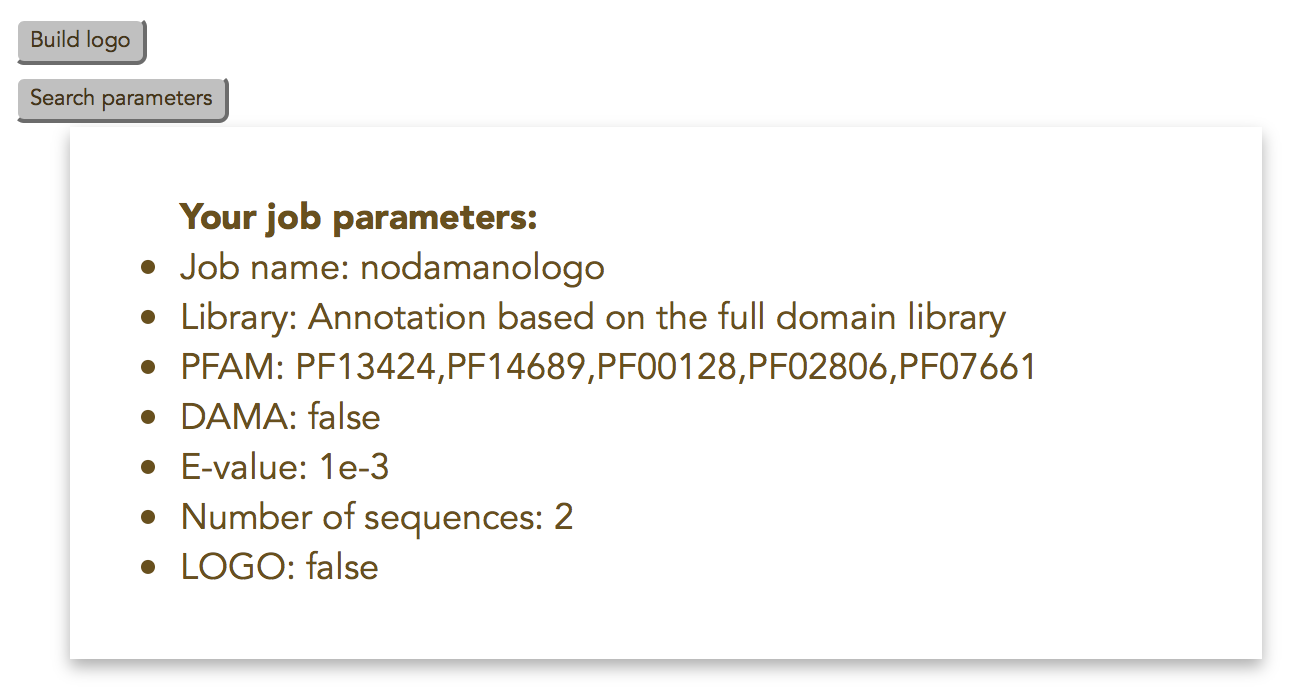 Build logo
Search parameters
Your job parameters:
Job name: nodamanologo
Library: Annotation based on the full domain library
PFAM: PF13424,PF14689,PF00128,PF02806,PF07661
DAMA: false
E-value: 1e-3
Number of sequences: 2
LOGO: false